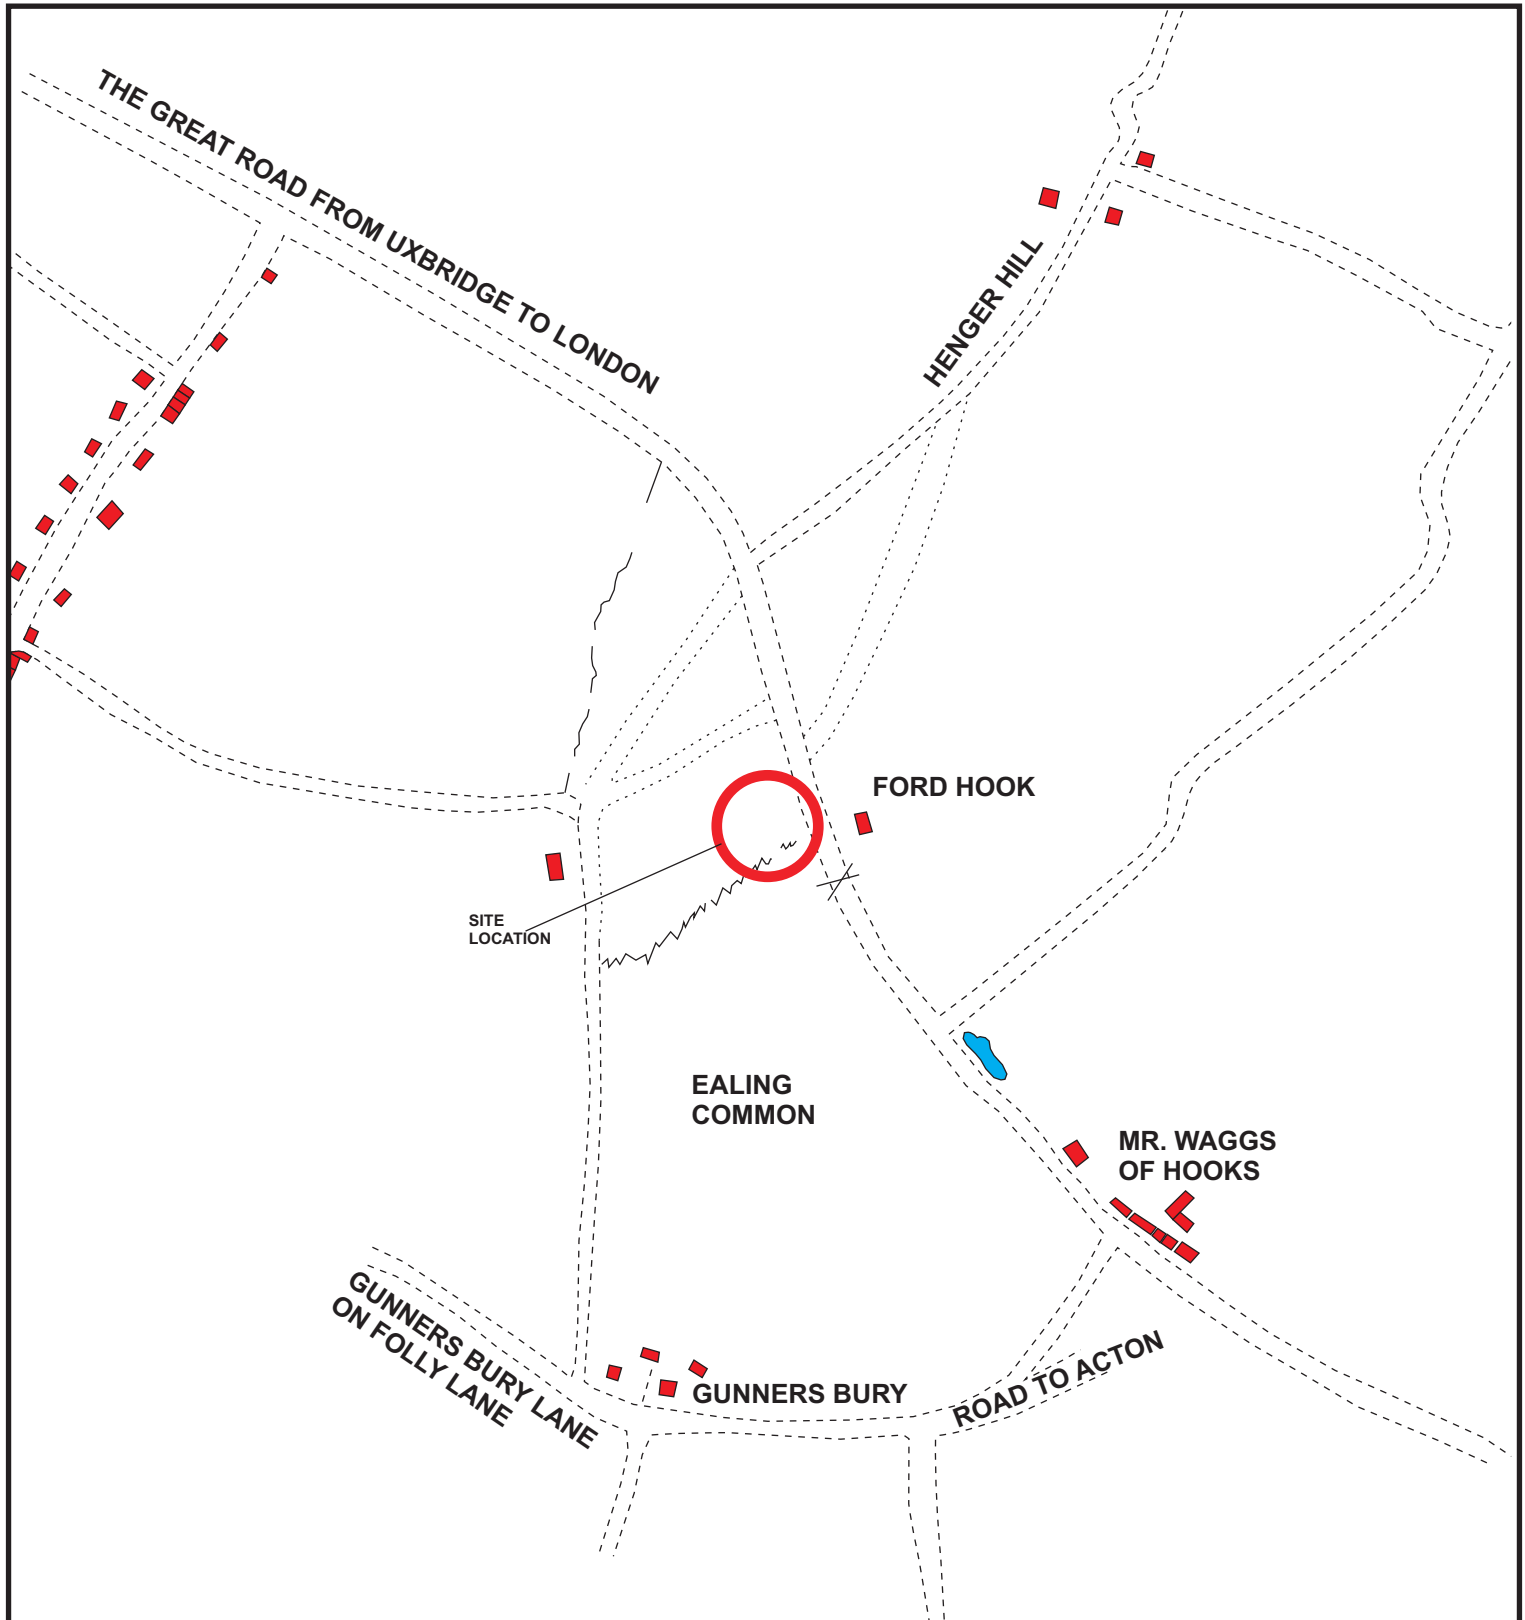 THE GREAT ROAD FROM UXBRIDGE TO LONDON
HENGER HILL
FORD HOOK
SITE
LOCATION
EALING
COMMON
MR. WAGGS
OF HOOKS
GUNNERS BURY LANE
ON FOLLY LANE
GUNNERS BURY
ROAD TO ACTON